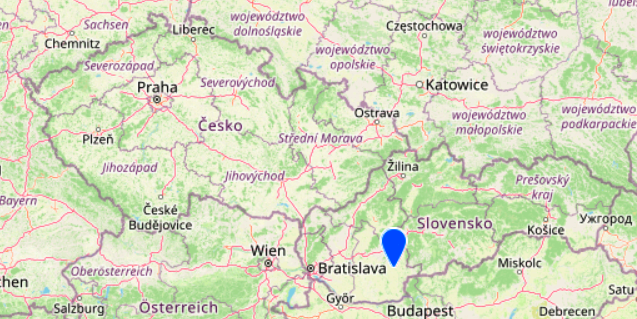 Sachsen
Chemnitz
Liberec
województwo
dolnośląskie
Częstochowa
województwo
świętokrzyskie
województwo
opolskie
Severozápad
Praha
Severovýchod
Katowice
Ostrava
województwo
małopolskie
województwo
podkarpackie
Česko
Plzeň
Střední Morava
Jihozápad
Jihovýchod
Žilina
Prešovský
kraj
Bayern
České
Budějovice
Slovensko
Košice
Ужгород
Wien
Bratislava
Miskolc
Oberösterreich
Salzburg
Österreich
Győr
Budapest
Debrecen